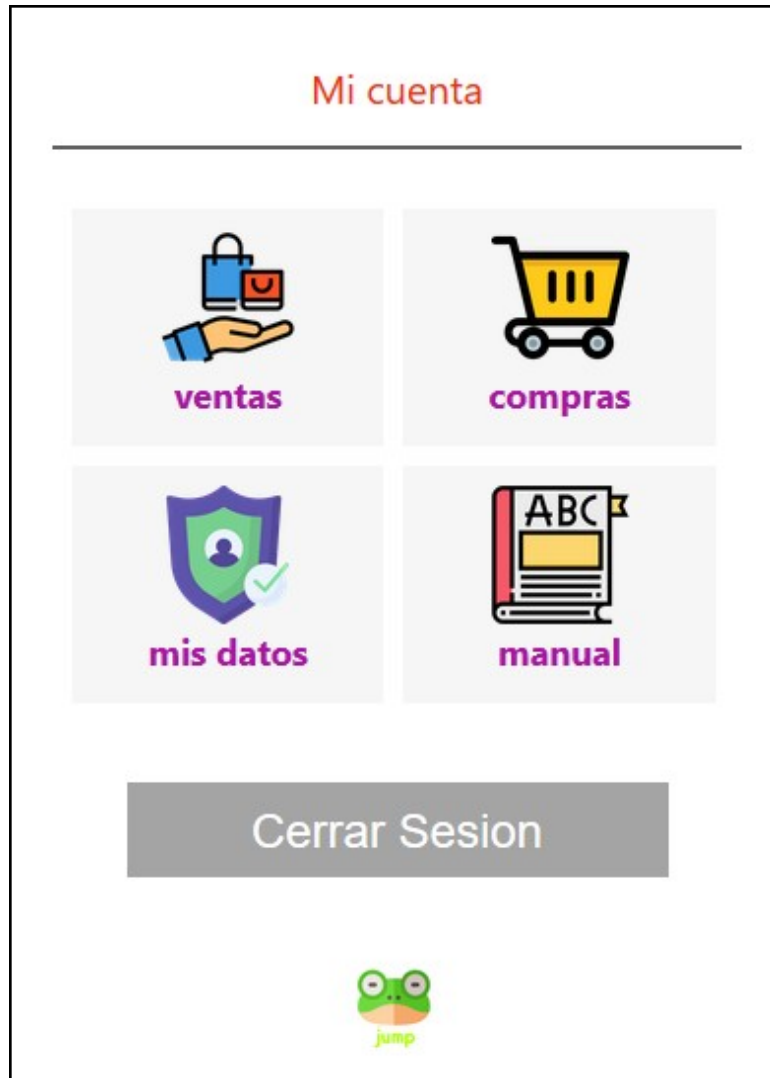 Mi cuenta
ventas
compras
mis datos
ABC
manual
Cerrar Sesion
jump